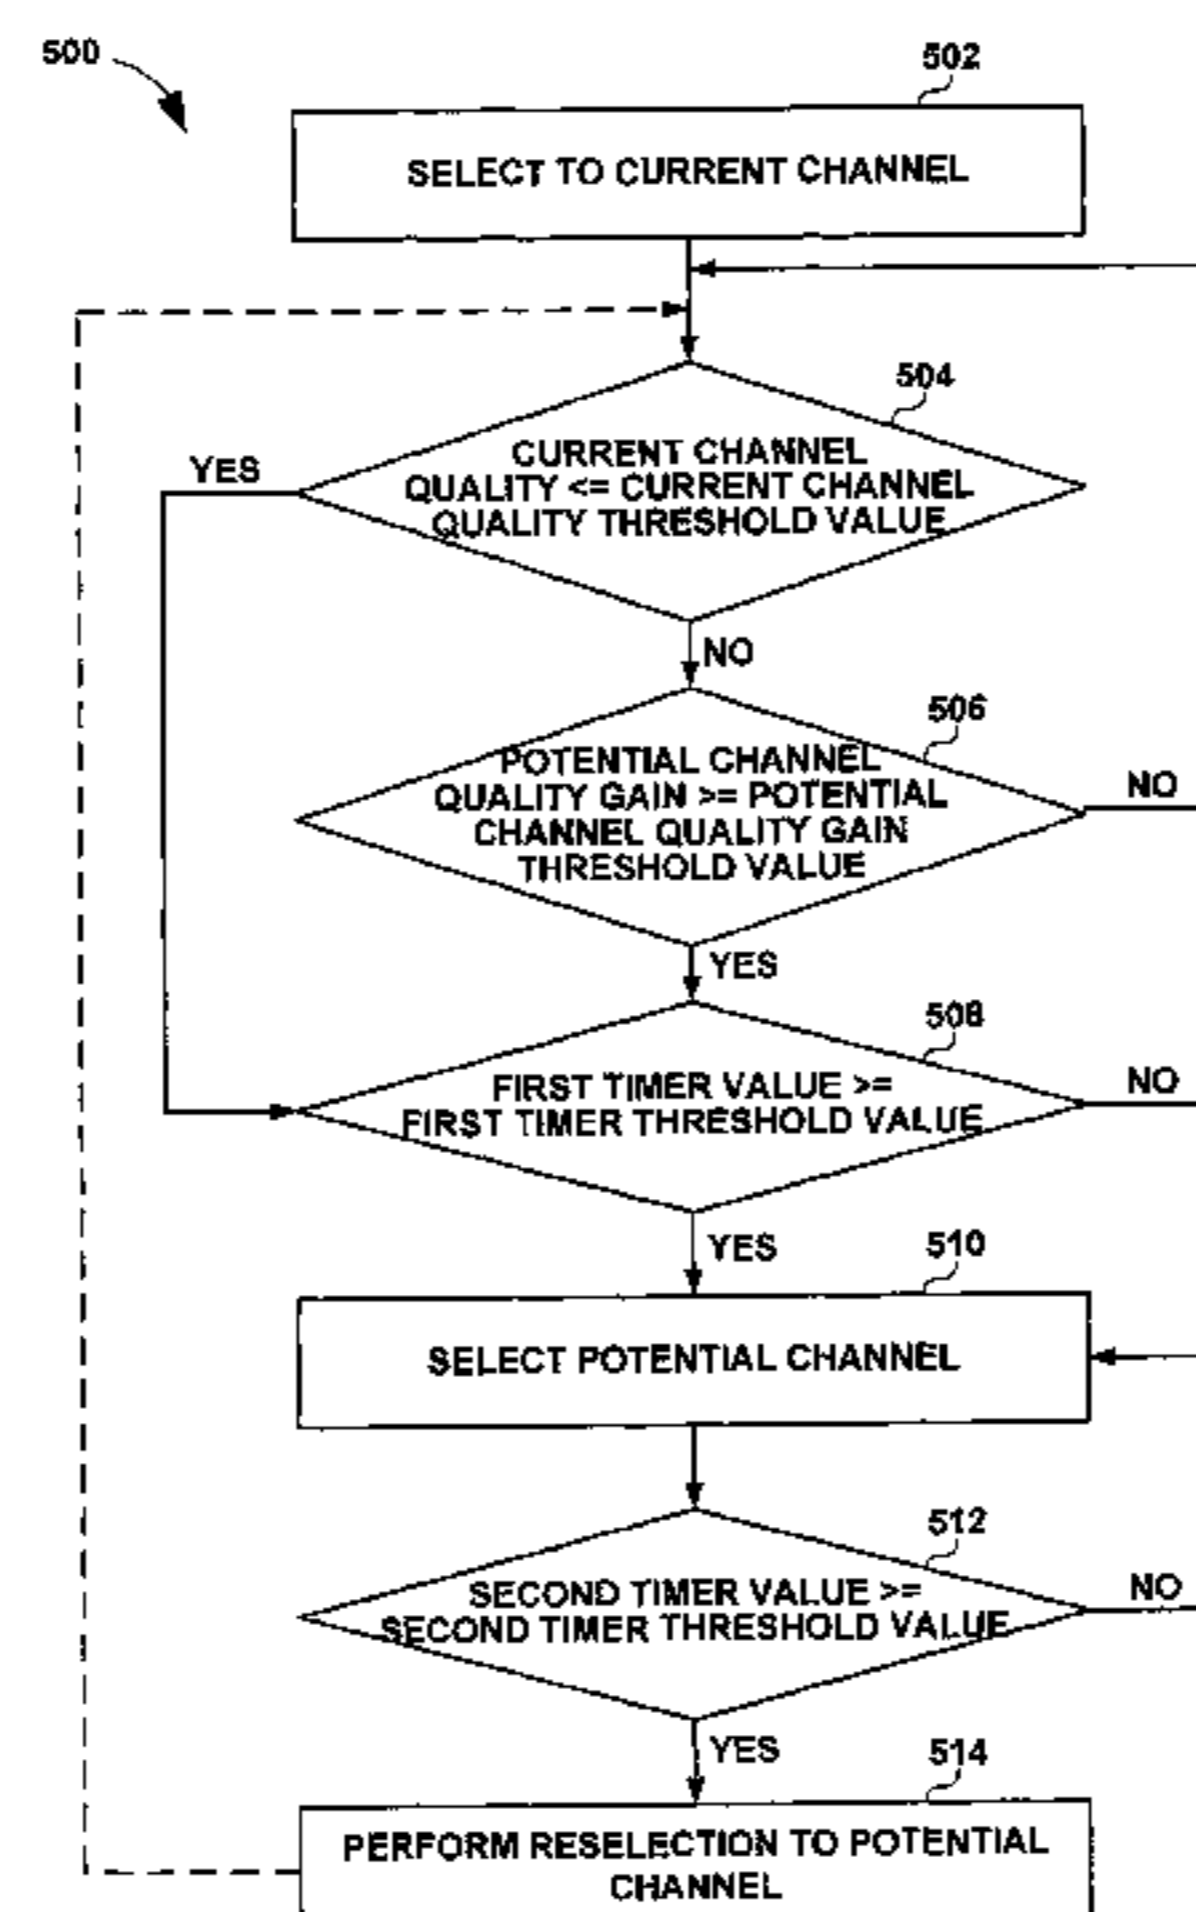 500
502
SELECT TO CURRENT CHANNEL
504
YES
CURRENT CHANNEL
QUALITY <= CURRENT CHANNEL
QUALITY THRESHOLD VALUE
NO
506
POTENTIAL CHANNEL
QUALITY GAIN >= POTENTIAL
CHANNEL QUALITY GAIN
THRESHOLD VALUE
NO
YES
508
FIRST TIMER VALUE >=
FIRST TIMER THRESHOLD VALUE
NO
YES
510
SELECT POTENTIAL CHANNEL
512
SECOND TIMER VALUE >=
SECOND TIMER THRESHOLD VALUE
NO
YES
514
PERFORM RESELECTION TO POTENTIAL
CHANNEL